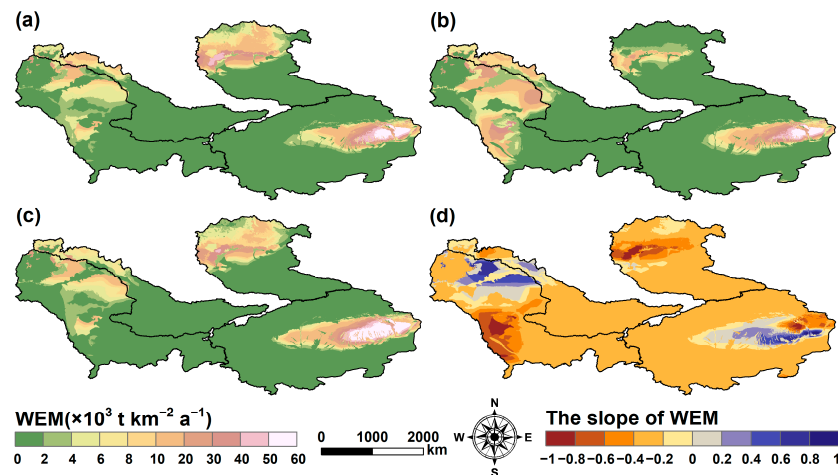 (a)
(b)
(c)
(d)
WEM(×10³ t km⁻² a⁻¹)
0 2 4 6 8 10 20 30 40 50 60
0 1000 2000
km
N
W E
S
The slope of WEM
−1 −0.8 −0.6 −0.4 −0.2 0 0.2 0.4 0.6 0.8 1